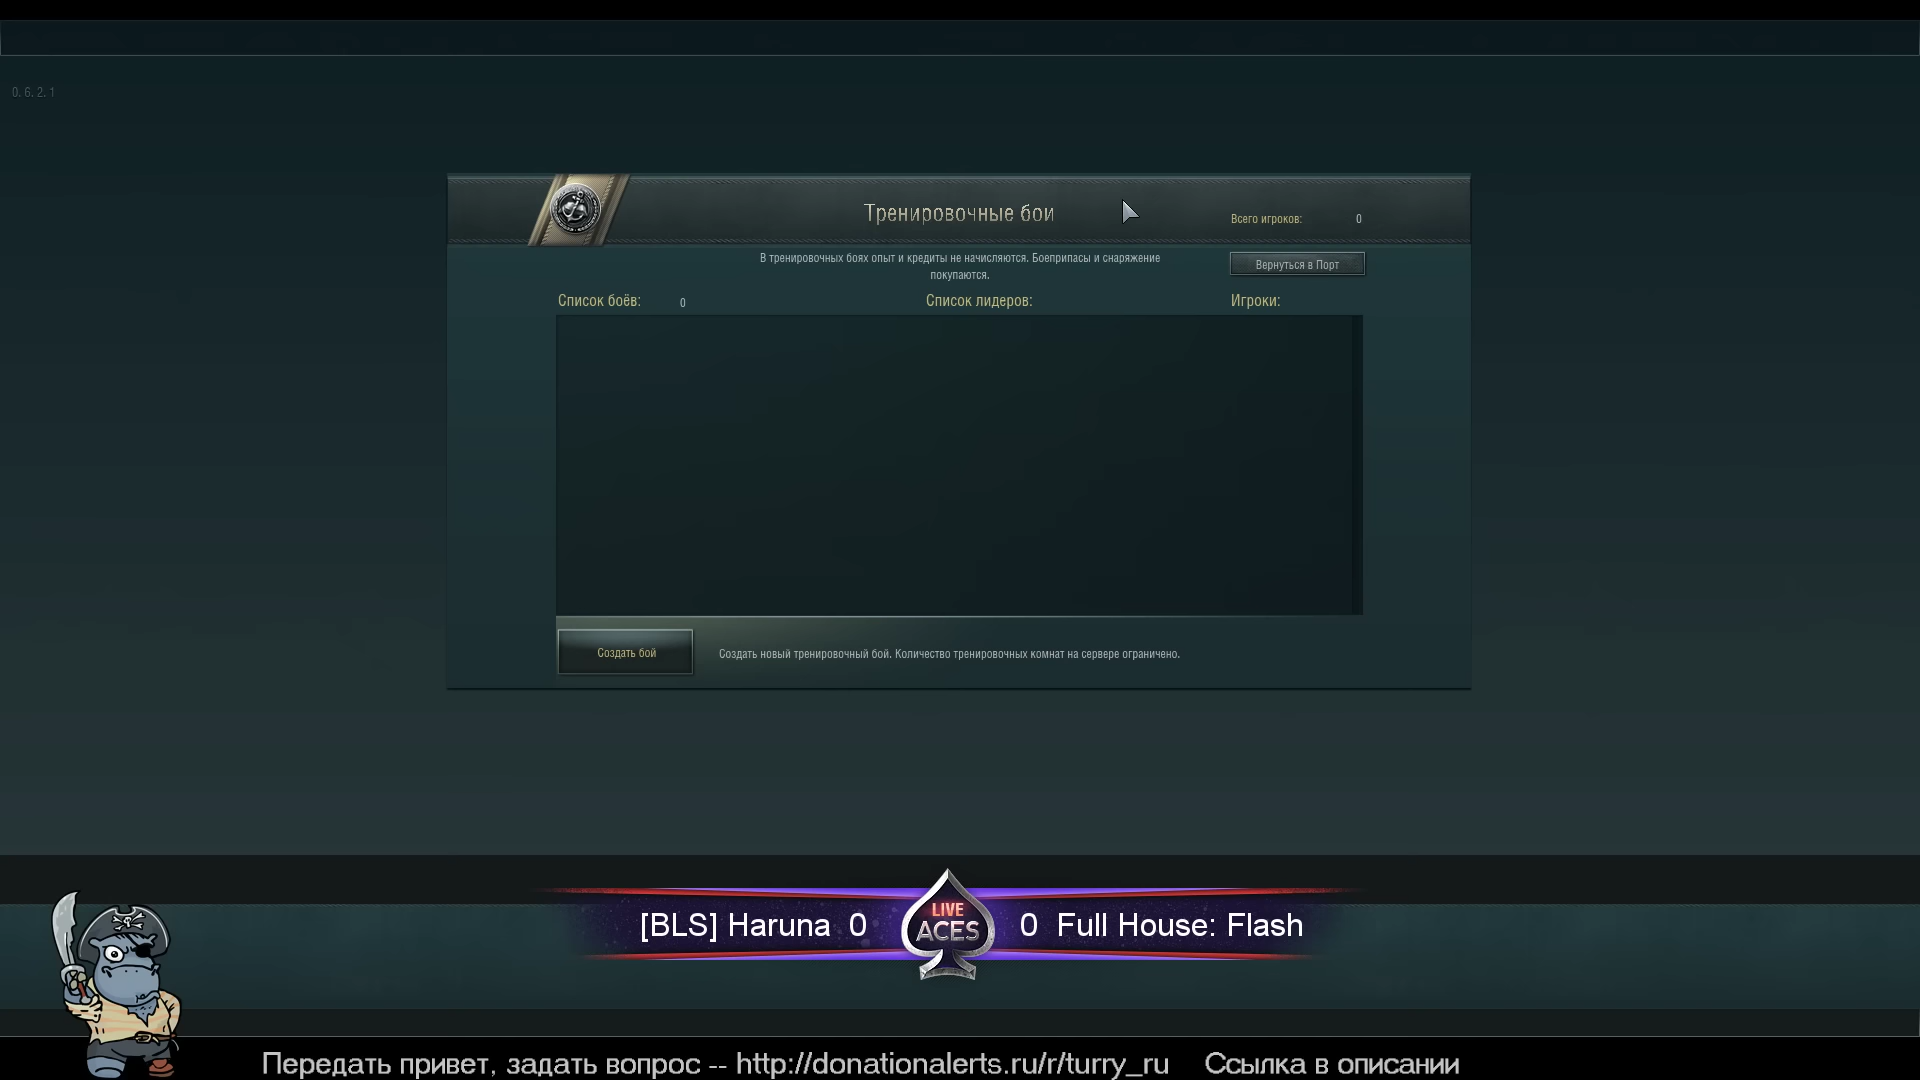 0. 6. 2. 1
Тренировочные бои
Всего игроков: 0
В тренировочных боях опыт и кредиты не начисляются. Боеприпасы и снаряжение
покупаются.
Вернуться в Порт
Список боёв: 0 Список лидеров: Игроки:
Создать бой
Создать новый тренировочный бой. Количество тренировочных комнат на сервере ограничено.
[BLS] Haruna 0
LIVE
ACES
0 Full House: Flash
Передать привет, задать вопрос -- http://donationalerts.ru/r/turry_ru Ссылка в описании